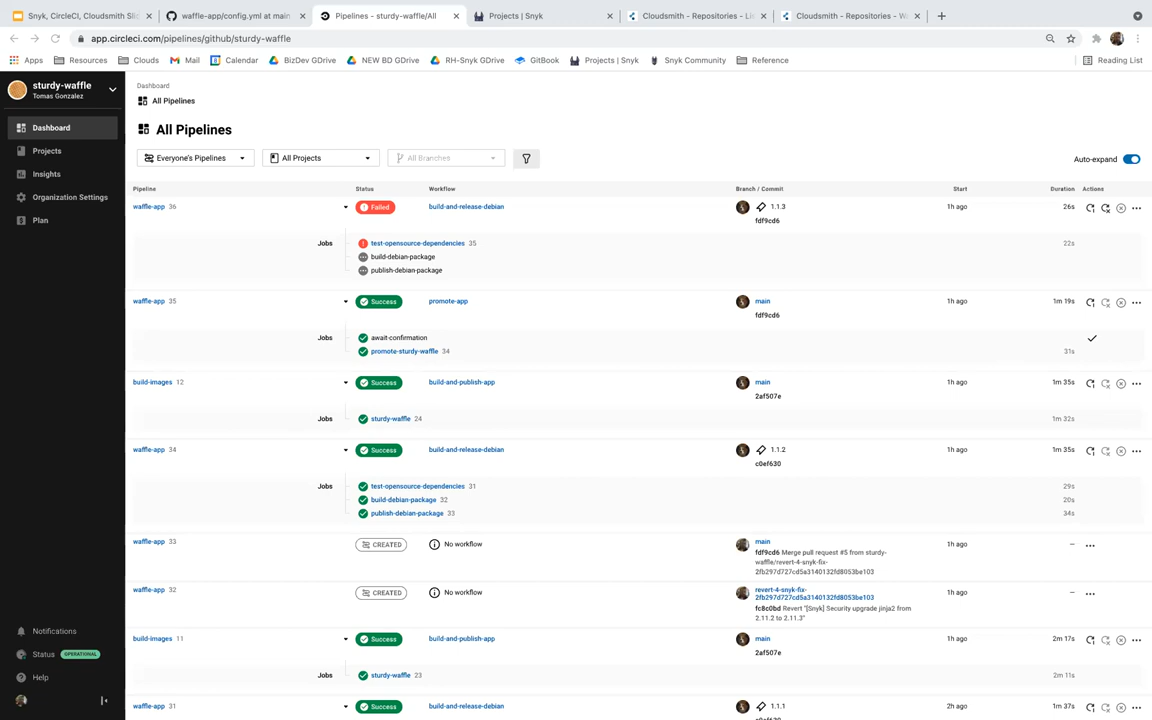 Snyk, CircleCI, Cloudsmith Sli
waffle-app/config.yml at main
Pipelines - sturdy-waffle/All
Projects | Snyk
Cloudsmith - Repositories - Li
Cloudsmith - Repositories - W
app.circleci.com/pipelines/github/sturdy-waffle
Apps Resources Clouds Mail Calendar BizDev GDrive NEW BD GDrive RH-Snyk GDrive GitBook Projects | Snyk Snyk Community Reference Reading List
sturdy-waffle
Tomas Gonzalez
Dashboard
Projects
Insights
Organization Settings
Plan
Notifications
Status OPERATIONAL
Help
Dashboard
All Pipelines
All Pipelines
Everyone's Pipelines All Projects All Branches Auto-expand
Pipeline Status Workflow Branch / Commit Start Duration Actions
waffle-app 36 Failed build-and-release-debian 1.1.3 1h ago 26s
fdf9cd6
Jobs test-opensource-dependencies 35 22s
build-debian-package
publish-debian-package
waffle-app 35 Success promote-app main 1h ago 1m 19s
fdf9cd6
Jobs await-confirmation
promote-sturdy-waffle 34 31s
build-images 12 Success build-and-publish-app main 1h ago 1m 35s
2af507e
Jobs sturdy-waffle 24 1m 32s
waffle-app 34 Success build-and-release-debian 1.1.2 1h ago 1m 35s
c0ef630
Jobs test-opensource-dependencies 31 29s
build-debian-package 32 20s
publish-debian-package 33 34s
waffle-app 33 CREATED No workflow main 1h ago –
fdf9cd6 Merge pull request #5 from sturdy-
waffle/revert-4-snyk-fix-
2fb297d727cd5a3140132fd8053be103
waffle-app 32 CREATED No workflow revert-4-snyk-fix- 1h ago –
2fb297d727cd5a3140132fd8053be103
fc8c0bd Revert "[Snyk] Security upgrade jinja2 from
2.11.2 to 2.11.3"
build-images 11 Success build-and-publish-app main 1h ago 2m 17s
2af507e
Jobs sturdy-waffle 23 2m 11s
waffle-app 31 Success build-and-release-debian 1.1.1 2h ago 1m 37s